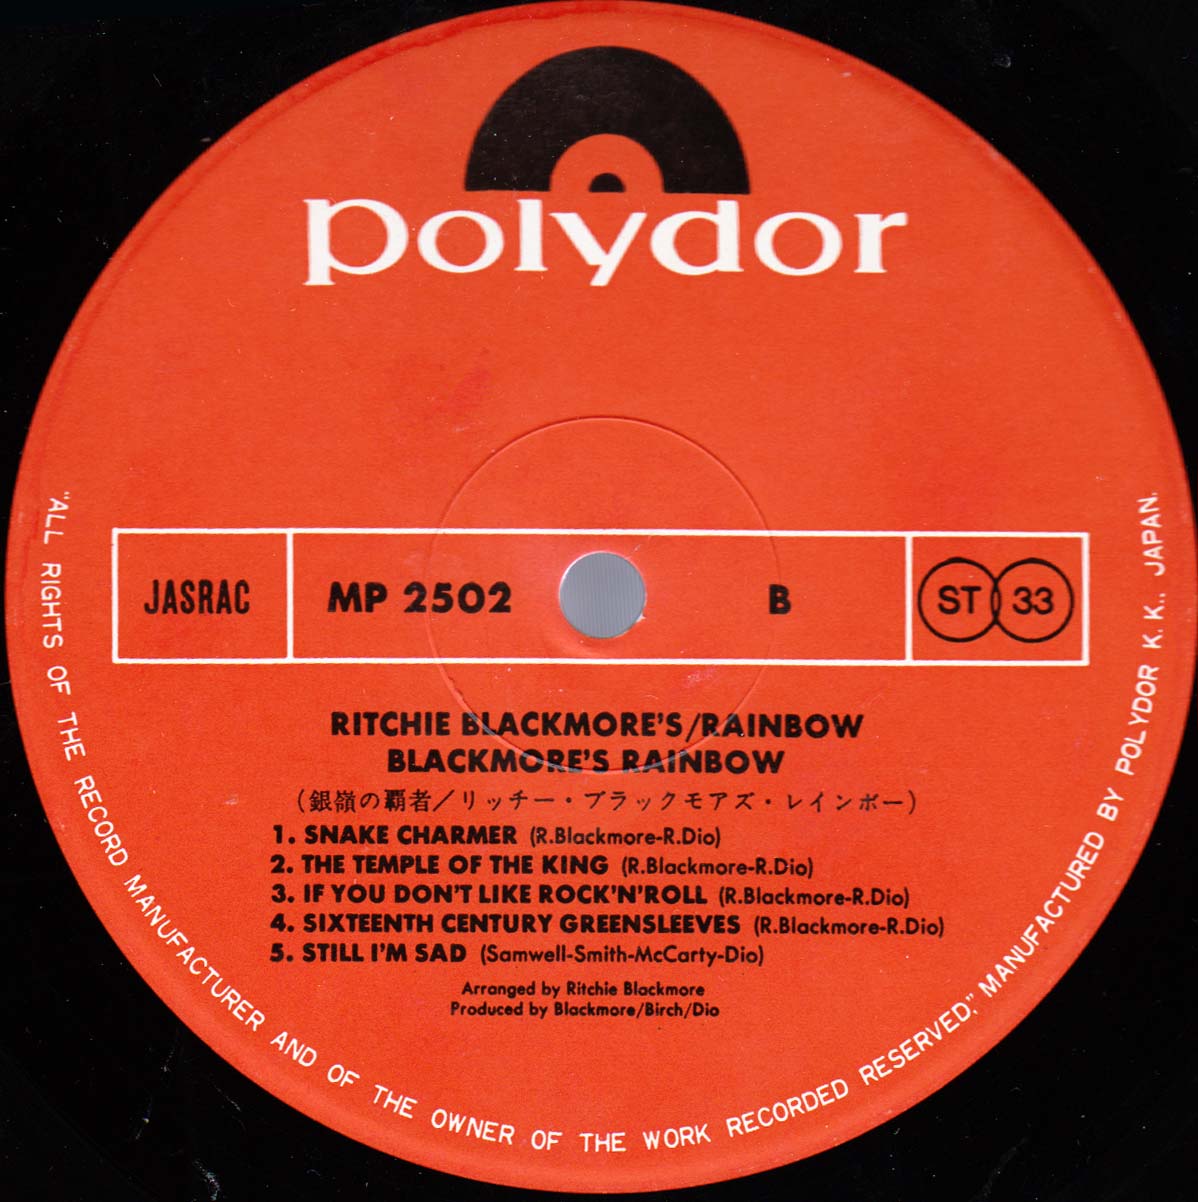 polydor
JASRAC
MP 2502
B
ST 33
RITCHIE BLACKMORE'S/RAINBOW
BLACKMORE'S RAINBOW
(銀嶺の覇者/リッチー・ブラックモアズ・レインボー)
1. SNAKE CHARMER (R.Blackmore-R.Dio)
2. THE TEMPLE OF THE KING (R.Blackmore-R.Dio)
3. IF YOU DON'T LIKE ROCK'N'ROLL (R.Blackmore-R.Dio)
4. SIXTEENTH CENTURY GREENSLEEVES (R.Blackmore-R.Dio)
5. STILL I'M SAD (Samwell-Smith-McCarty-Dio)
Arranged by Ritchie Blackmore
Produced by Blackmore/Birch/Dio
"ALL RIGHTS OF THE RECORD MANUFACTURER AND OF THE OWNER OF THE WORK RECORDED RESERVED," MANUFACTURED BY POLYDOR K.K., JAPAN.